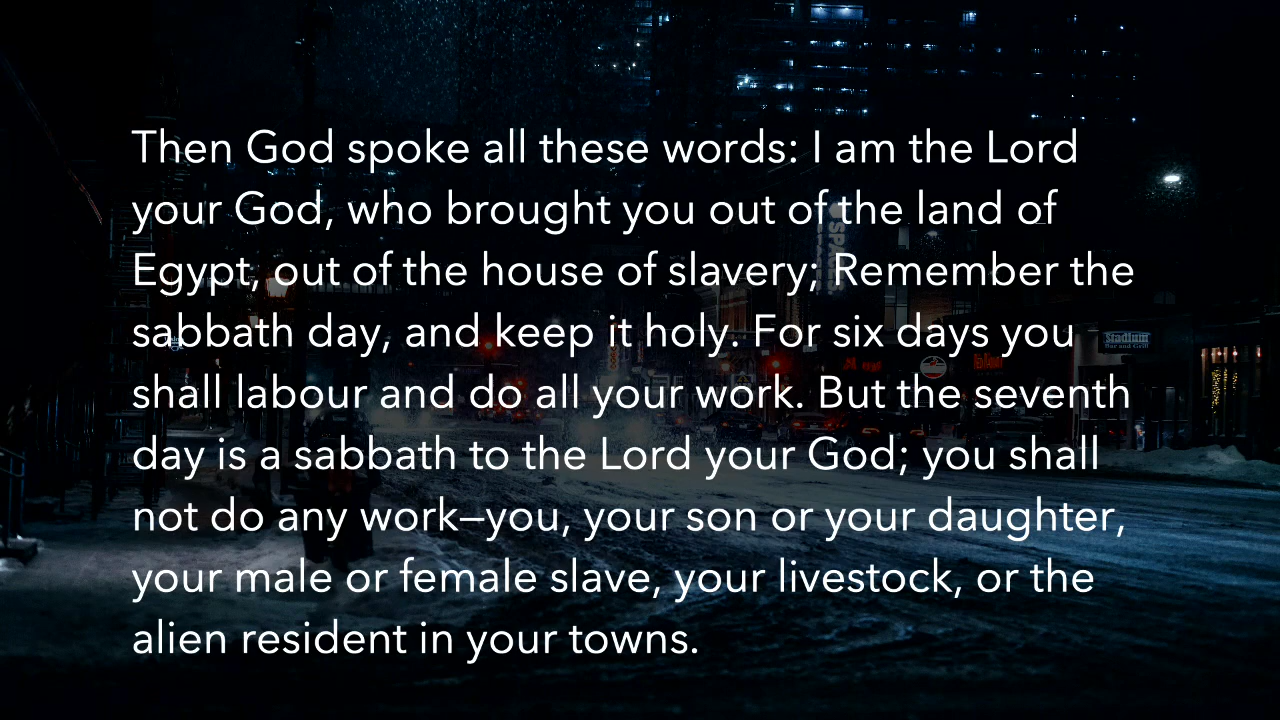 Then God spoke all these words: I am the Lord
your God, who brought you out of the land of
Egypt, out of the house of slavery; Remember the
sabbath day, and keep it holy. For six days you
shall labour and do all your work. But the seventh
day is a sabbath to the Lord your God; you shall
not do any work–you, your son or your daughter,
your male or female slave, your livestock, or the
alien resident in your towns.
Stadium
Bar and Grill